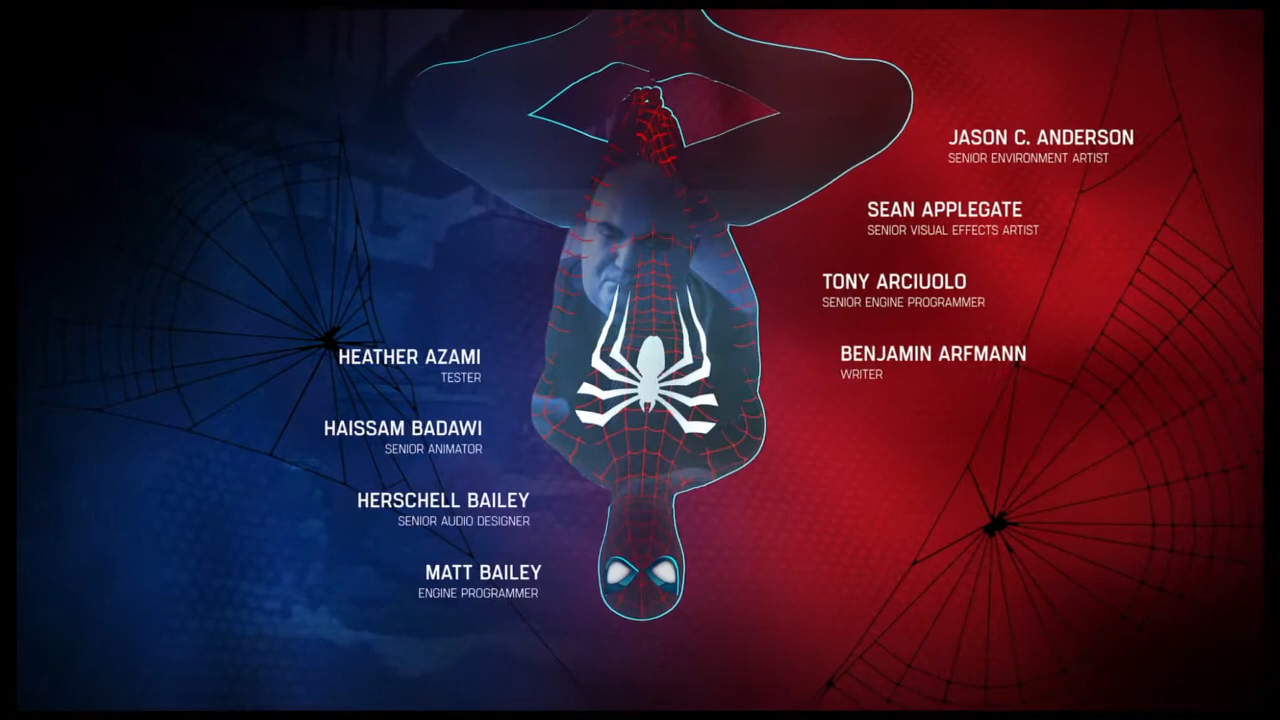 JASON C. ANDERSON
SENIOR ENVIRONMENT ARTIST
SEAN APPLEGATE
SENIOR VISUAL EFFECTS ARTIST
TONY ARCIUOLO
SENIOR ENGINE PROGRAMMER
BENJAMIN ARFMANN
WRITER
HEATHER AZAMI
TESTER
HAISSAM BADAWI
SENIOR ANIMATOR
HERSCHELL BAILEY
SENIOR AUDIO DESIGNER
MATT BAILEY
ENGINE PROGRAMMER